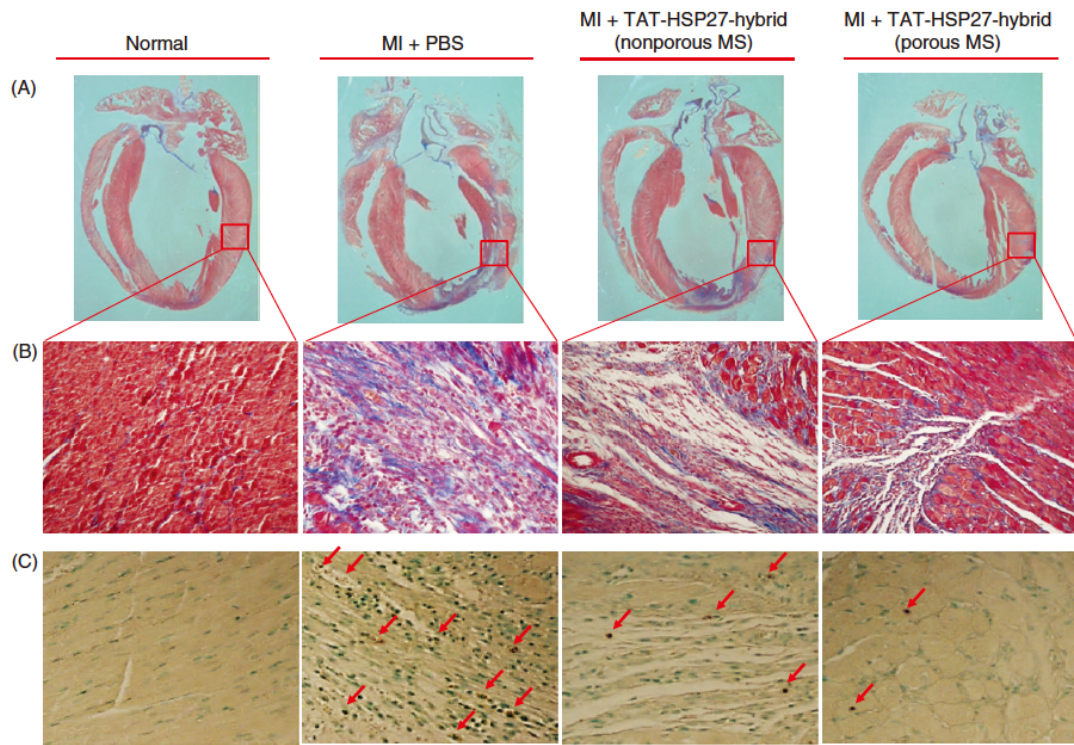 Normal
MI + PBS
MI + TAT-HSP27-hybrid
(nonporous MS)
MI + TAT-HSP27-hybrid
(porous MS)
(A)
(B)
(C)